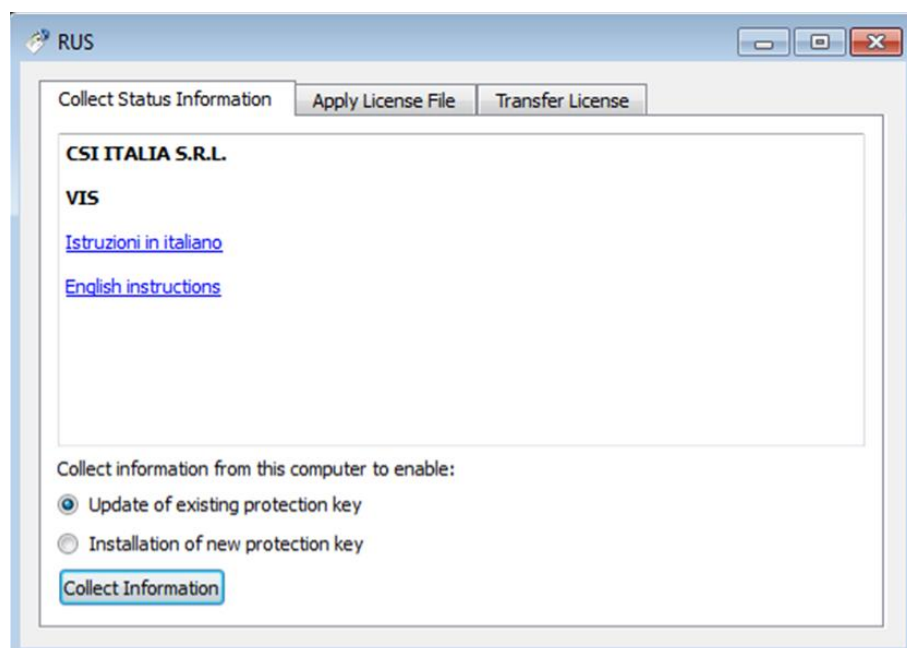 RUS
Collect Status Information Apply License File Transfer License
CSI ITALIA S.R.L.
VIS
Istruzioni in italiano
English instructions
Collect information from this computer to enable:
Update of existing protection key
Installation of new protection key
Collect Information